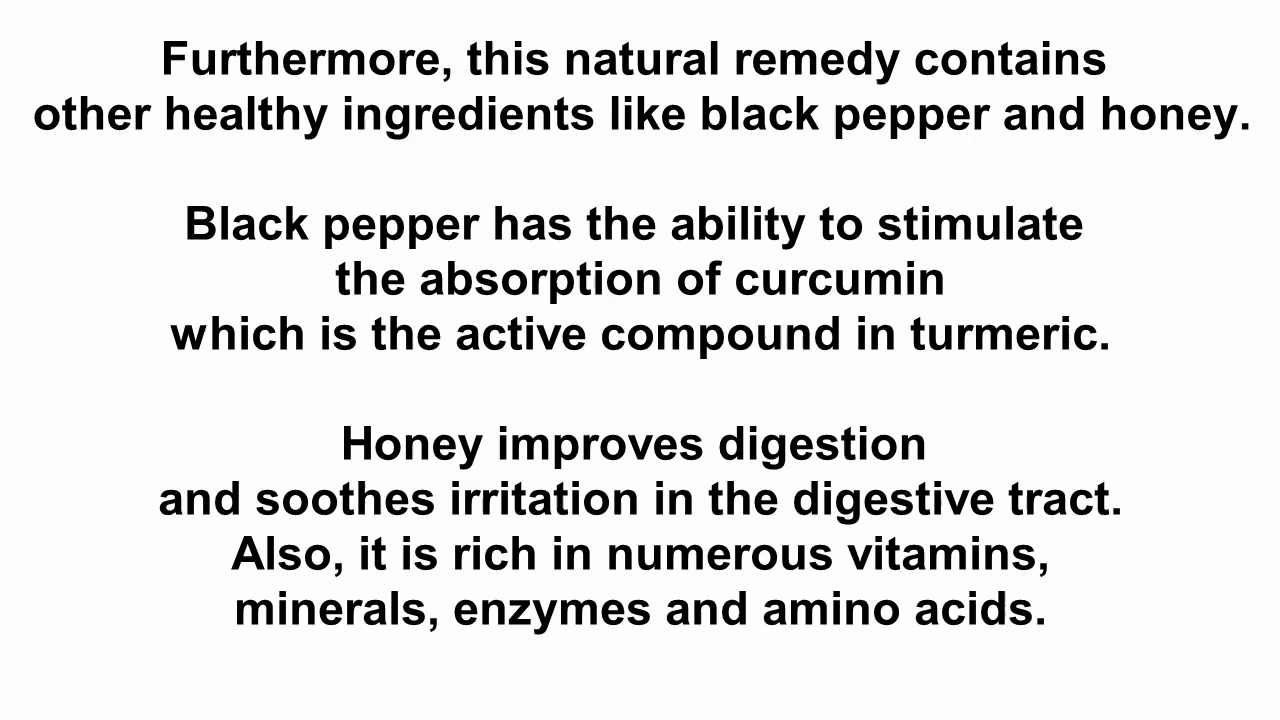 Furthermore, this natural remedy contains
other healthy ingredients like black pepper and honey.
Black pepper has the ability to stimulate
the absorption of curcumin
which is the active compound in turmeric.
Honey improves digestion
and soothes irritation in the digestive tract.
Also, it is rich in numerous vitamins,
minerals, enzymes and amino acids.